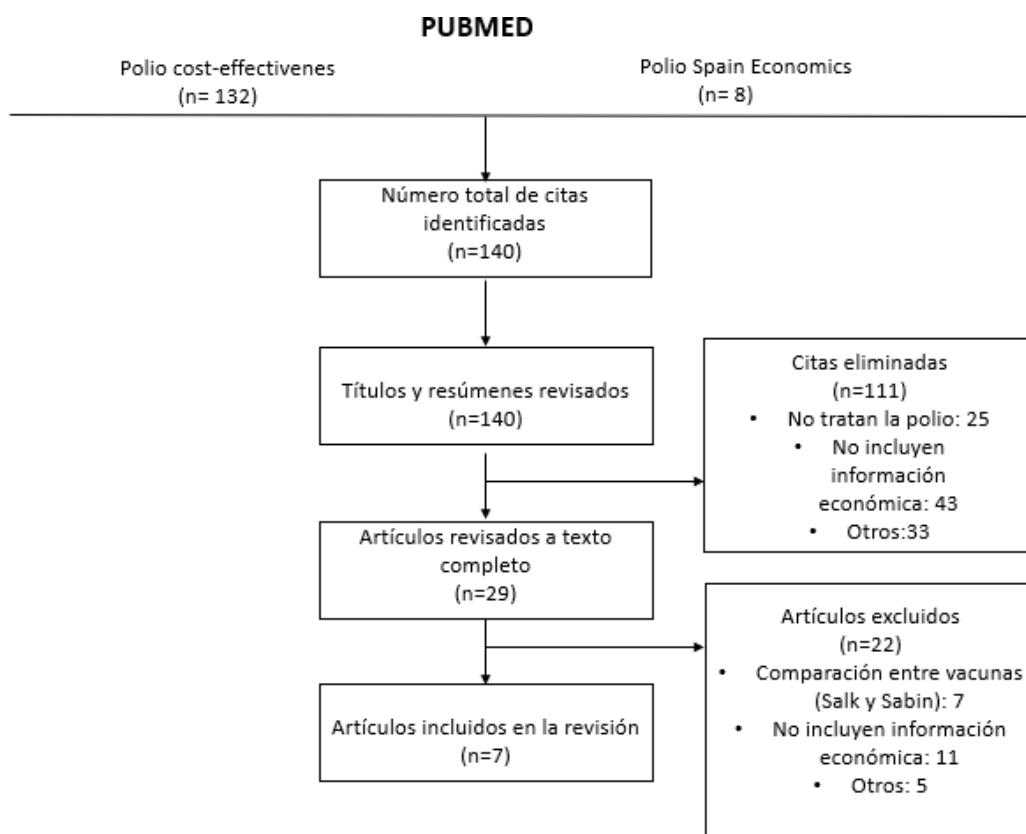 PUBMED
Polio cost-effectivenes
(n= 132)
Polio Spain Economics
(n= 8)
Número total de citas
identificadas
(n=140)
Títulos y resúmenes revisados
(n=140)
Citas eliminadas
(n=111)
• No tratan la polio: 25
• No incluyen
información
económica: 43
• Otros:33
Artículos revisados a texto
completo
(n=29)
Artículos excluidos
(n=22)
• Comparación entre vacunas
(Salk y Sabin): 7
• No incluyen información
económica: 11
• Otros: 5
Artículos incluidos en la revisión
(n=7)